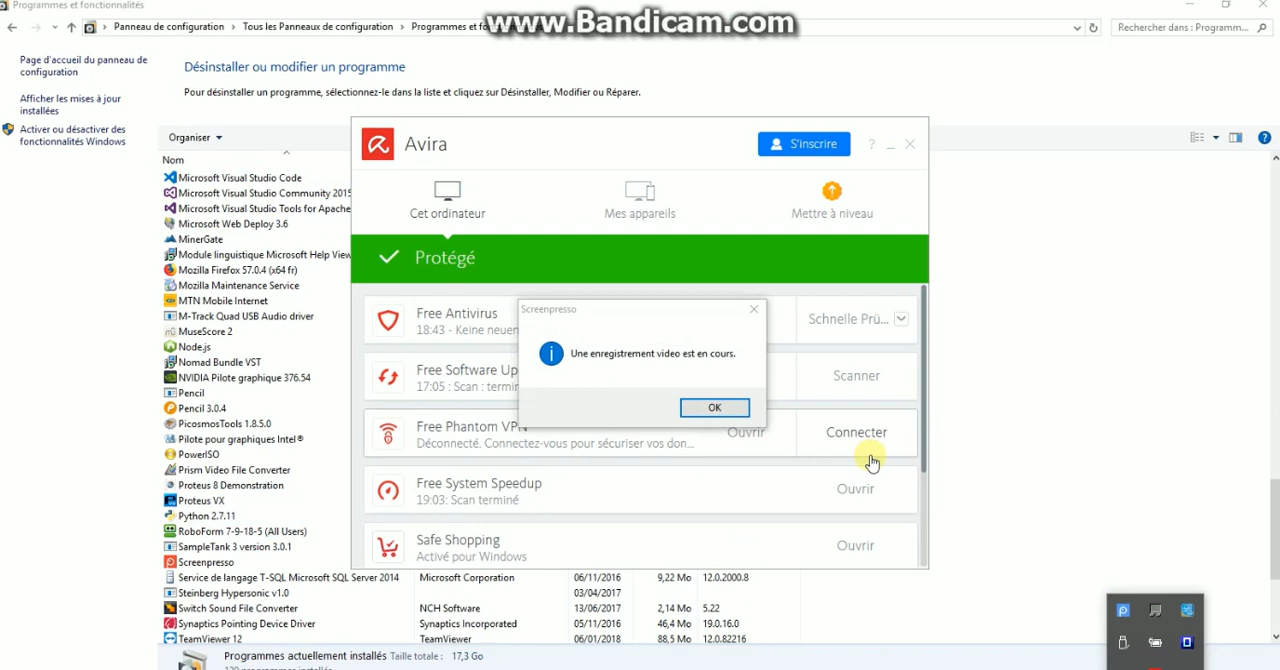 Programmes et fonctionnalités
www.Bandicam.com
Panneau de configuration > Tous les Panneaux de configuration > Programmes et
Rechercher dans : Programm...
Page d'accueil du panneau de
configuration
Afficher les mises à jour
installées
Activer ou désactiver des
fonctionnalités Windows
Désinstaller ou modifier un programme
Pour désinstaller un programme, sélectionnez-le dans la liste et cliquez sur Désinstaller, Modifier ou Réparer.
Organiser
Nom
Microsoft Visual Studio Code
Microsoft Visual Studio Community 2015
Microsoft Visual Studio Tools for Apache
Microsoft Web Deploy 3.6
MinerGate
Module linguistique Microsoft Help View
Mozilla Firefox 57.0.4 (x64 fr)
Mozilla Maintenance Service
MTN Mobile Internet
M-Track Quad USB Audio driver
MuseScore 2
Node.js
Nomad Bundle VST
NVIDIA Pilote graphique 376.54
Pencil
Pencil 3.0.4
PicosmosTools 1.8.5.0
Pilote pour graphiques Intel®
PowerISO
Prism Video File Converter
Proteus 8 Demonstration
Proteus VX
Python 2.7.11
RoboForm 7-9-18-5 (All Users)
SampleTank 3 version 3.0.1
Screenpresso
Service de langage T-SQL Microsoft SQL Server 2014 Microsoft Corporation 06/11/2016 9,22 Mo 12.0.2000.8
Steinberg Hypersonic v1.0 03/04/2017
Switch Sound File Converter NCH Software 13/06/2017 2,14 Mo 5.22
Synaptics Pointing Device Driver Synaptics Incorporated 05/11/2016 46,4 Mo 19.0.16.0
TeamViewer 12 TeamViewer 06/01/2018 88,5 Mo 12.0.82216
Programmes actuellement installés Taille totale : 17,3 Go
Avira
S'inscrire
?
Cet ordinateur
Mes appareils
Mettre à niveau
Protégé
Free Antivirus
18:43 - Keine neuen
Schnelle Prü...
Free Software Up
17:05 : Scan : termin
Scanner
Free Phantom VPN
Déconnecté. Connectez-vous pour sécuriser vos don...
Ouvrir
Connecter
Free System Speedup
19:03: Scan terminé
Ouvrir
Safe Shopping
Activé pour Windows
Ouvrir
Screenpresso
Une enregistrement video est en cours.
OK